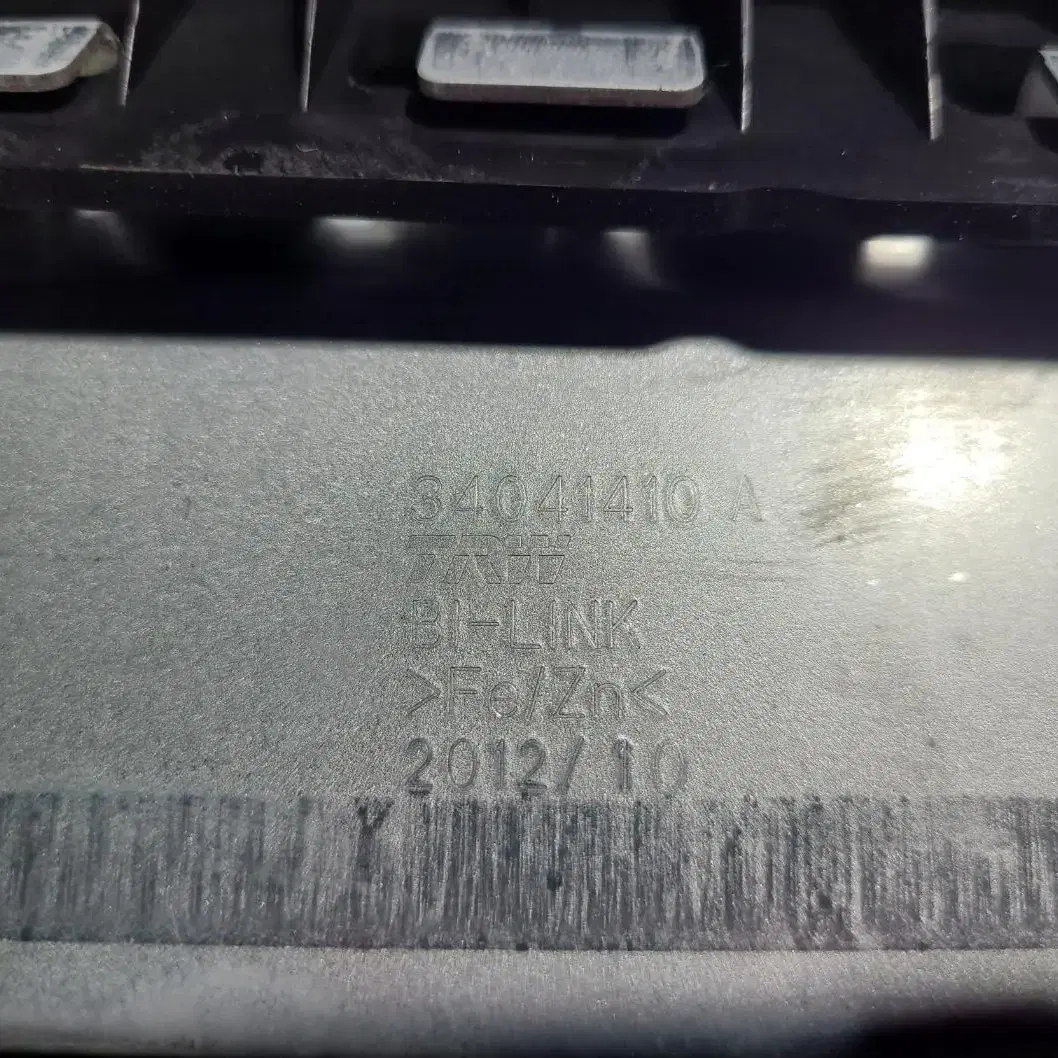 34041410 A
TRW
BI-LINK
>Fe/Zn<
2012/10